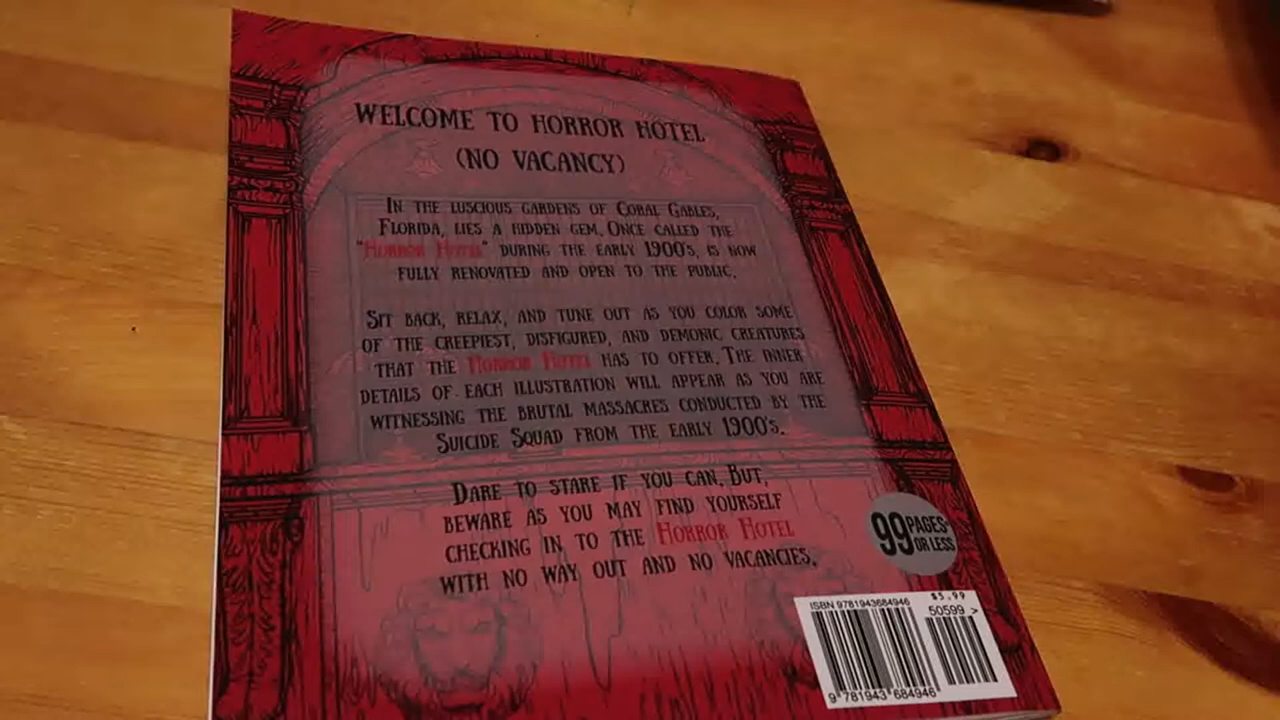 WELCOME TO HORROR HOTEL
(NO VACANCY)
IN THE LUSCIOUS GARDENS OF CORAL GABLES,
FLORIDA, LIES A HIDDEN GEM. ONCE CALLED THE
"HORROR HOTEL" DURING THE EARLY 1900'S, IS NOW
FULLY RENOVATED AND OPEN TO THE PUBLIC.
SIT BACK, RELAX, AND TUNE OUT AS YOU COLOR SOME
OF THE CREEPIEST, DISFIGURED, AND DEMONIC CREATURES
THAT THE HORROR HOTEL HAS TO OFFER. THE INNER
DETAILS OF EACH ILLUSTRATION WILL APPEAR AS YOU ARE
WITNESSING THE BRUTAL MASSACRES CONDUCTED BY THE
SUICIDE SQUAD FROM THE EARLY 1900'S.
DARE TO STARE IF YOU CAN. BUT,
BEWARE AS YOU MAY FIND YOURSELF
CHECKING IN TO THE HORROR HOTEL
WITH NO WAY OUT AND NO VACANCIES.
99 PAGES
OR LESS
ISBN 9781943684946
$5.99
50599 >
9 781943 684946